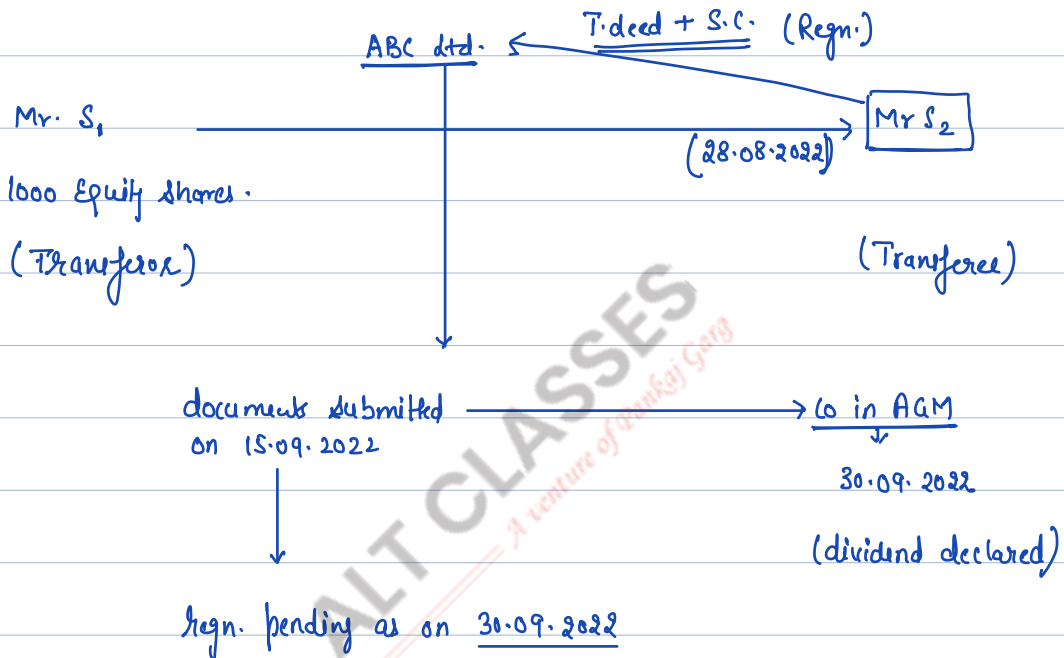 T.deed + S.C. (Regn.)
ABC Ltd.
Mr. S₁
Mr S₂
(28.08.2022)
1000 Equity Shares.
(Transferor)
(Transferee)
documents submitted
on 15.09.2022
Co in AGM
30.09.2022
(dividend declared)
regn. pending as on 30.09.2022
ALT CLASSES
A venture of Pankaj Garg